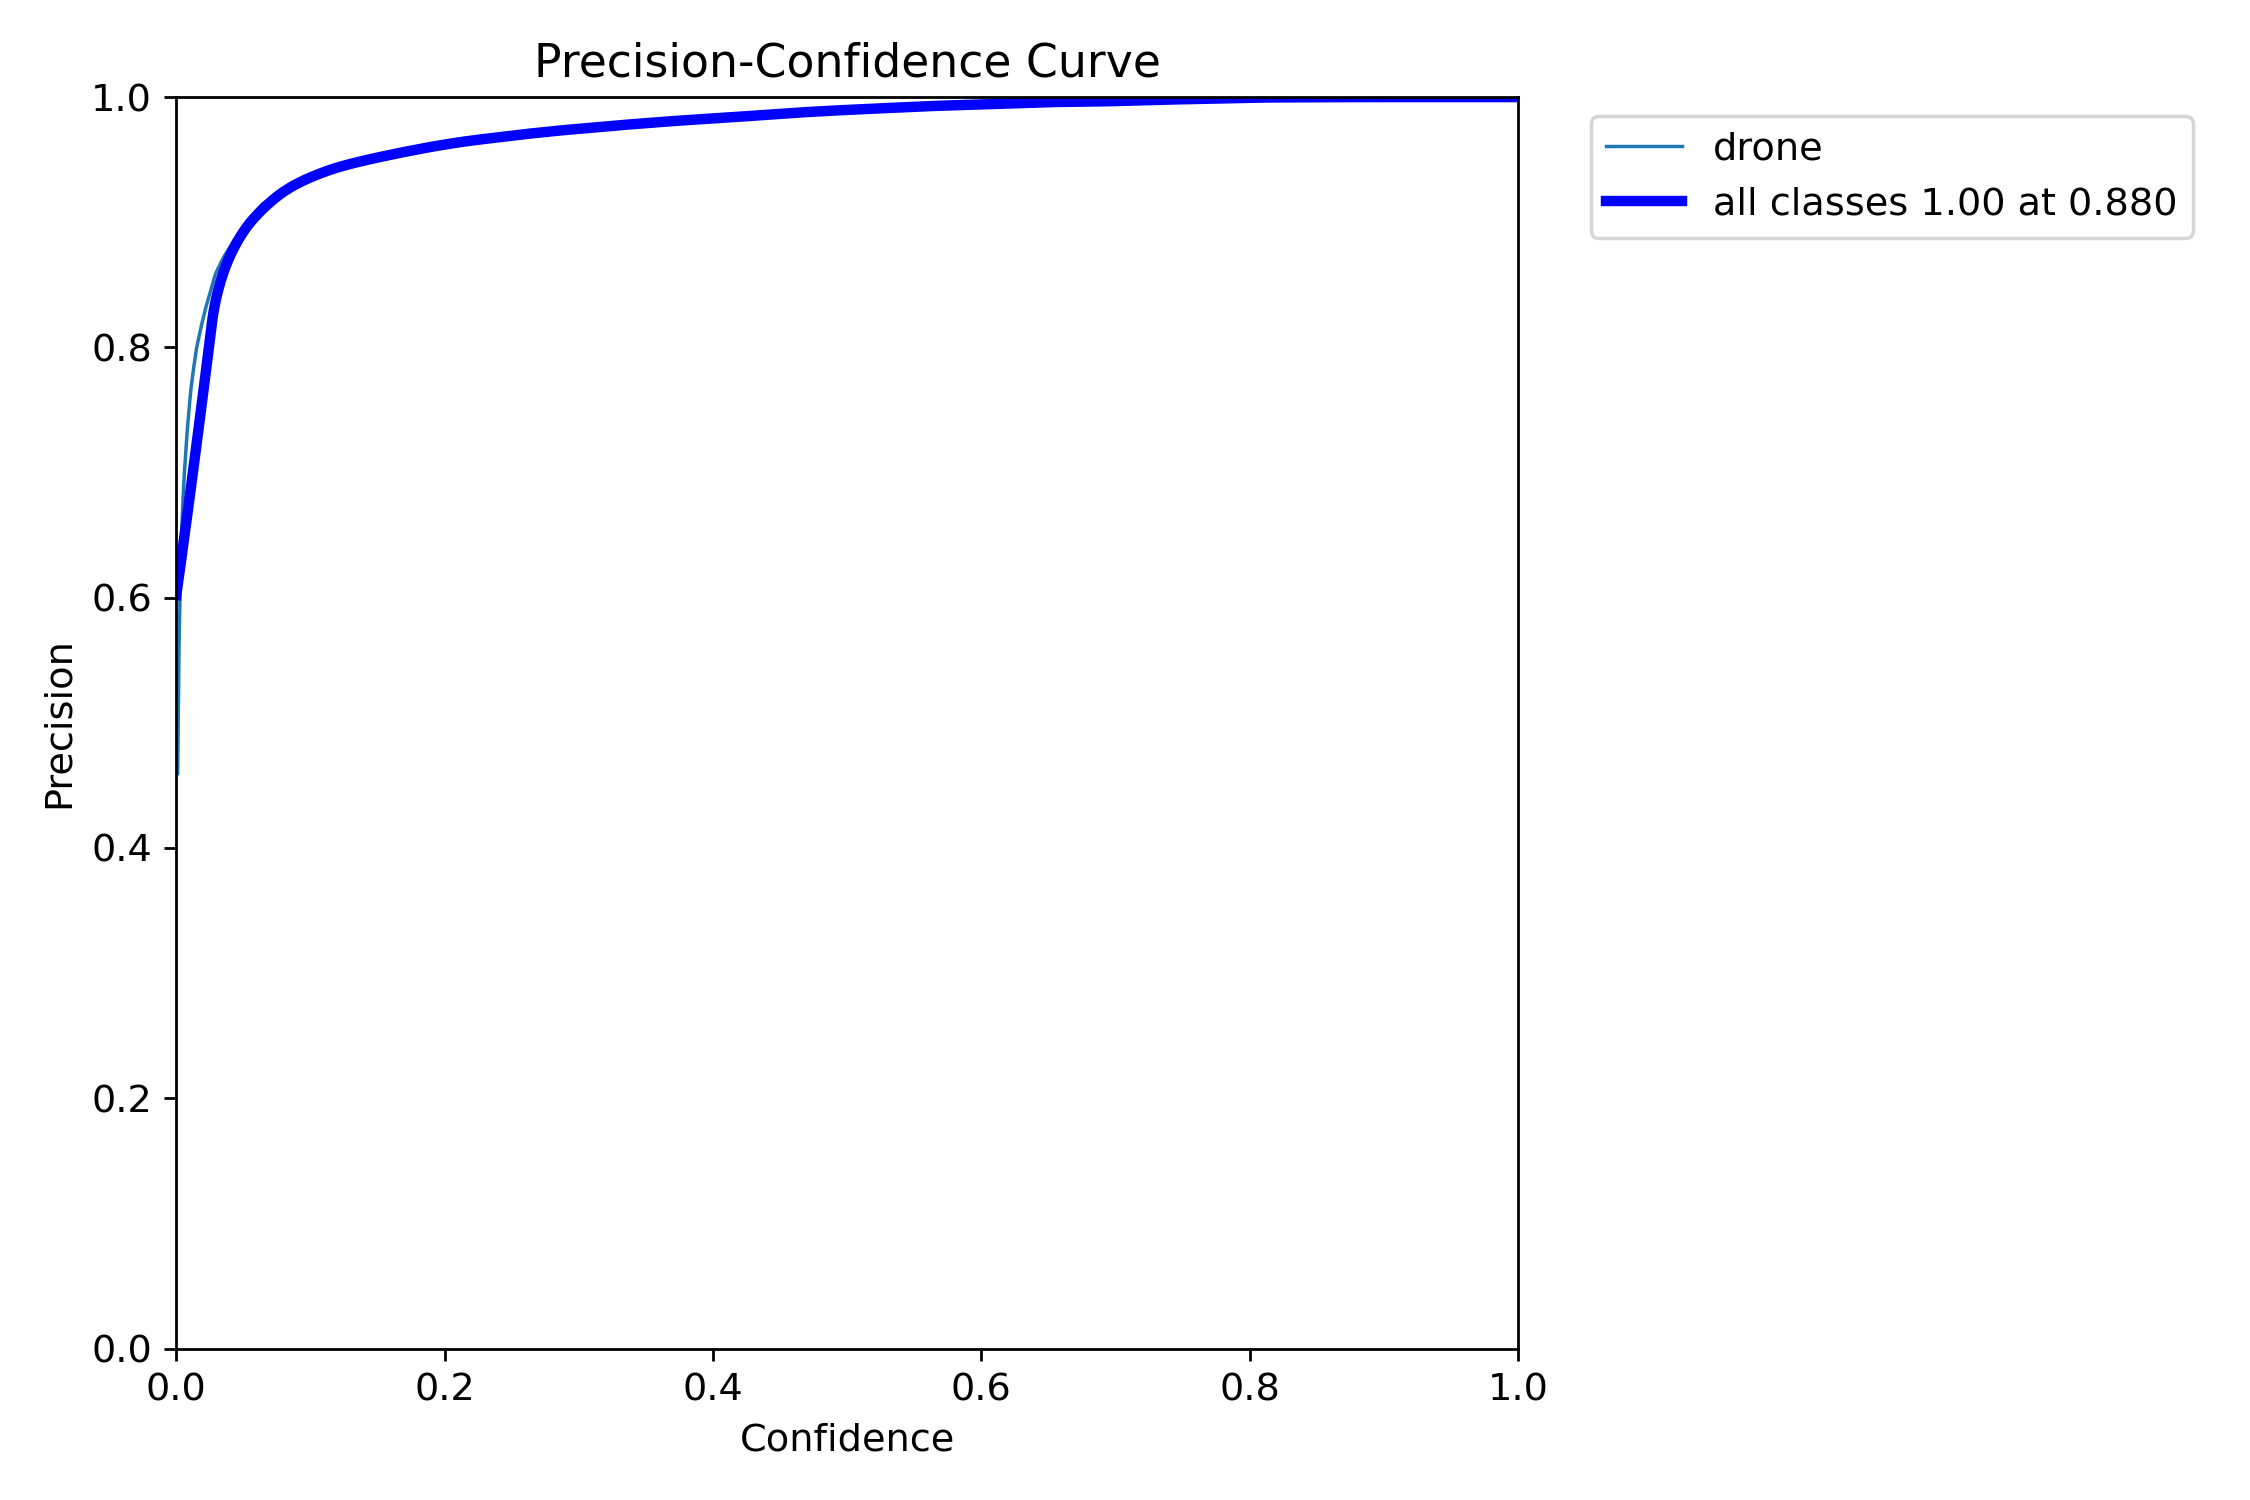 Precision-Confidence Curve
1.0
0.8
0.6
0.4
0.2
0.0
Precision
0.0 0.2 0.4 0.6 0.8 1.0
Confidence
drone
all classes 1.00 at 0.880